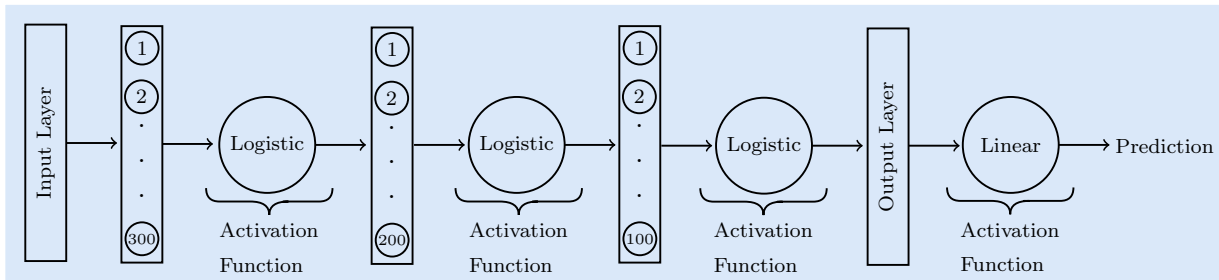 Input Layer
1
2
.
.
.
300
Logistic
Activation
Function
1
2
.
.
.
200
Logistic
Activation
Function
1
2
.
.
.
100
Logistic
Activation
Function
Output Layer
Linear
Activation
Function
Prediction